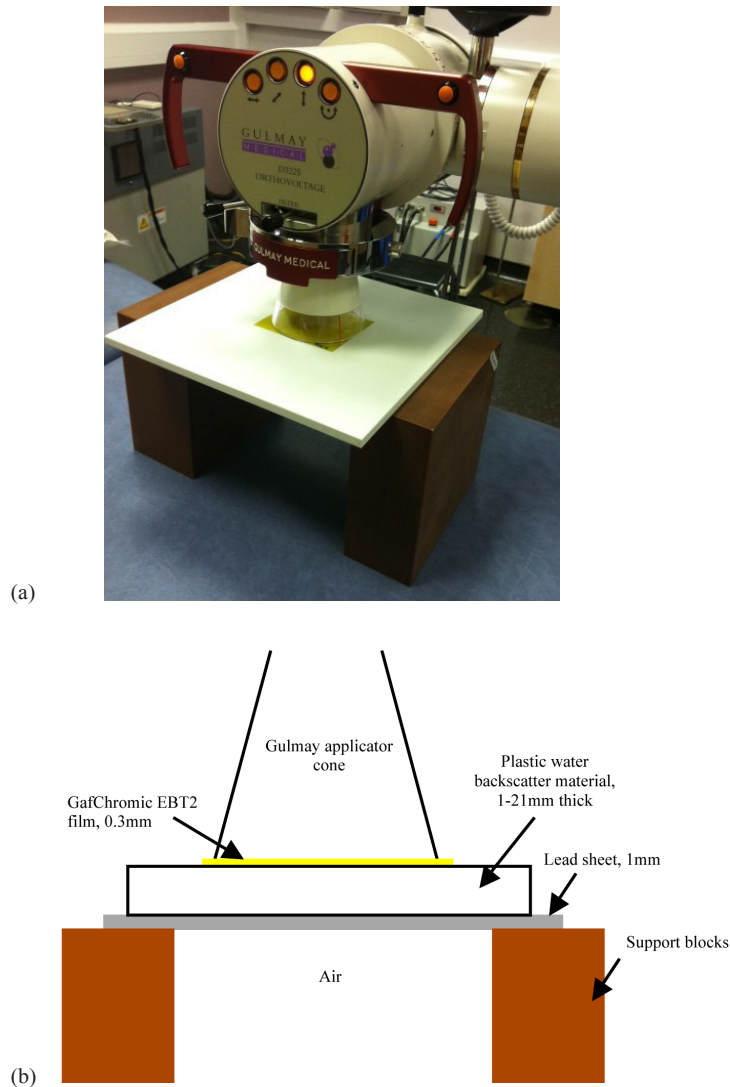 GULMAY
MEDICAL
D3225
ORTHOVOLTAGE
FILTER
GULMAY MEDICAL
(a)
Gulmay applicator
cone
Plastic water
backscatter material,
1-21mm thick
GafChromic EBT2
film, 0.3mm
Lead sheet, 1mm
Support blocks
Air
(b)